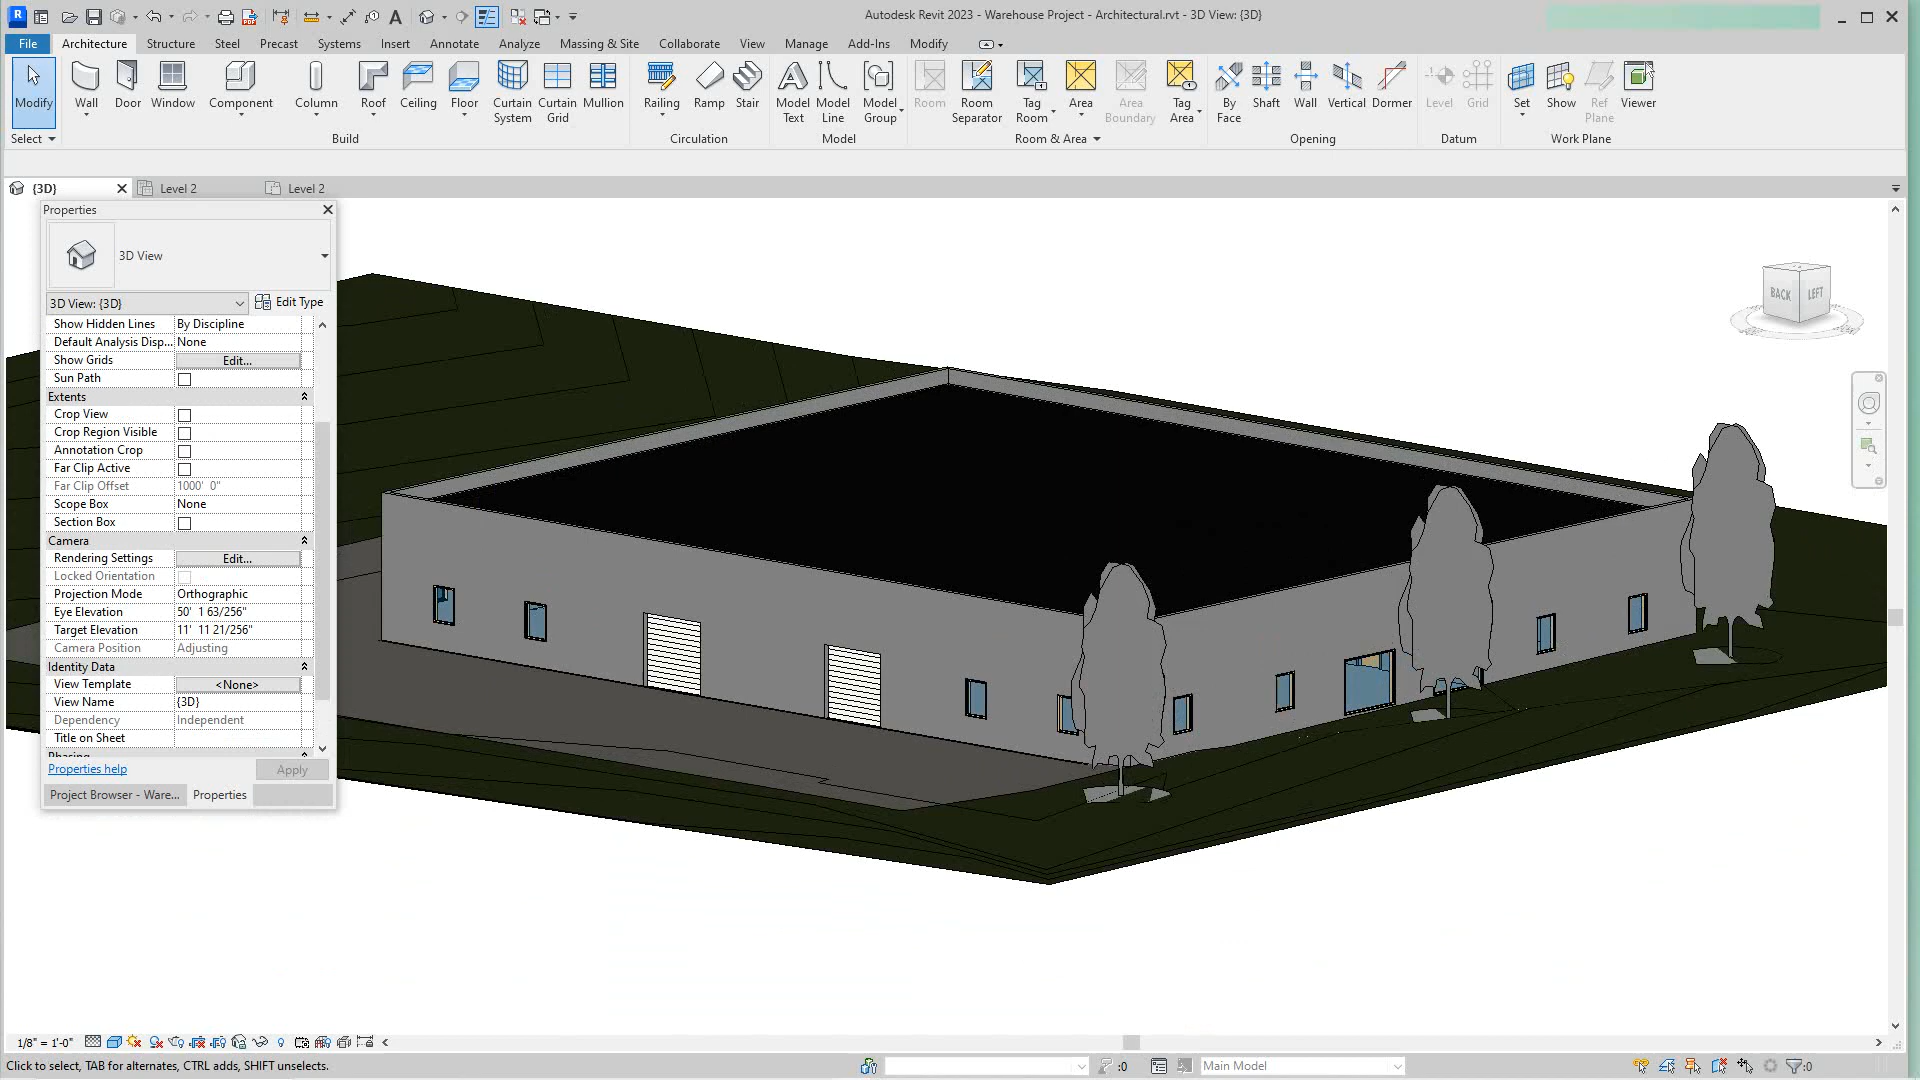 Autodesk Revit 2023 - Warehouse Project - Architectural.rvt - 3D View: {3D}
File Architecture Structure Steel Precast Systems Insert Annotate Analyze Massing & Site Collaborate View Manage Add-Ins Modify
Modify Wall Door Window Component Column Roof Ceiling Floor Curtain System Curtain Grid Mullion Railing Ramp Stair Model Text Model Line Model Group Room Room Separator Tag Room Area Area Boundary Tag Area By Face Shaft Wall Vertical Dormer Level Grid Set Show Ref Plane Viewer
Select Build Circulation Model Room & Area Opening Datum Work Plane
{3D} Level 2 Level 2
Properties
3D View
3D View: {3D} Edit Type
Show Hidden Lines By Discipline
Default Analysis Disp... None
Show Grids Edit...
Sun Path
Extents
Crop View
Crop Region Visible
Annotation Crop
Far Clip Active
Far Clip Offset 1000' 0"
Scope Box None
Section Box
Camera
Rendering Settings Edit...
Locked Orientation
Projection Mode Orthographic
Eye Elevation 50' 1 63/256"
Target Elevation 11' 11 21/256"
Camera Position Adjusting
Identity Data
View Template <None>
View Name {3D}
Dependency Independent
Title on Sheet
Phasing
Properties help Apply
Project Browser - Ware... Properties
BACK LEFT
1/8" = 1'-0"
Click to select, TAB for alternates, CTRL adds, SHIFT unselects.
:0
Main Model
:0